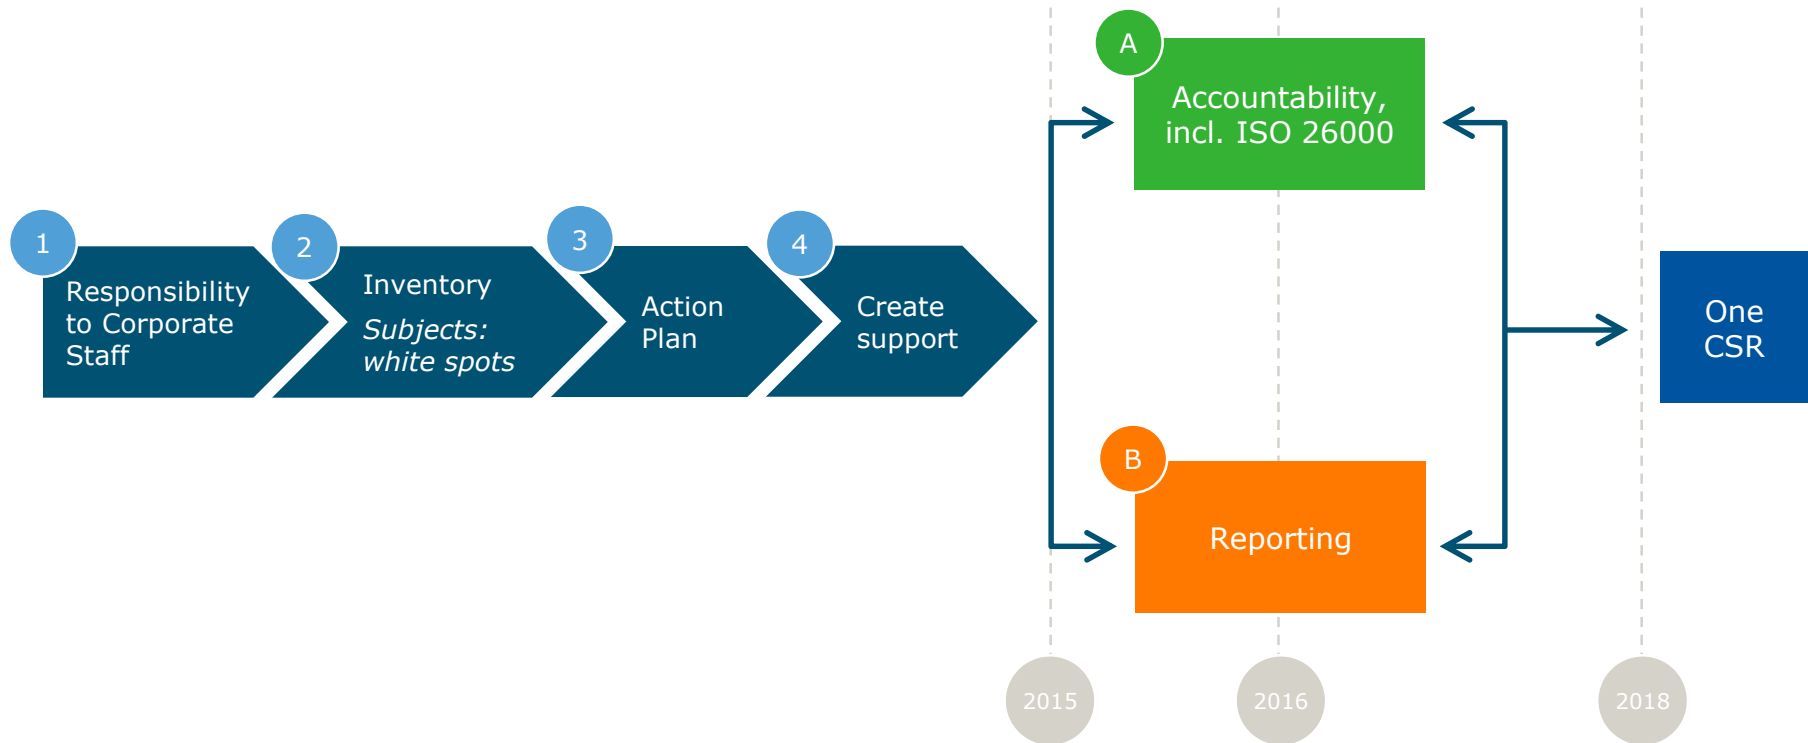 1
Responsibility
to Corporate
Staff
2
Inventory
Subjects:
white spots
3
Action
Plan
4
Create
support
A
Accountability,
incl. ISO 26000
B
Reporting
One
CSR
2015
2016
2018